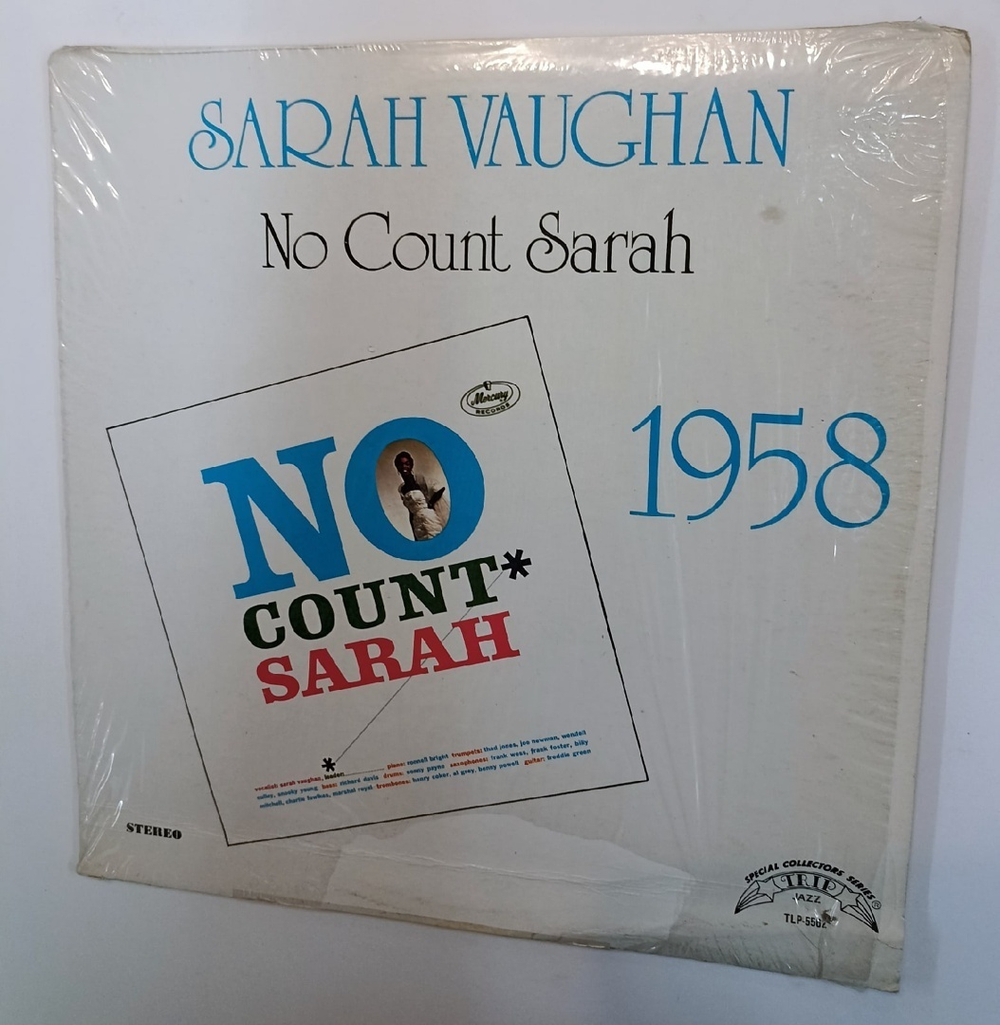 SARAH VAUGHAN
No Count Sarah
Mercury
RECORDS
1958
NO
COUNT*
SARAH
*
vocalist: sarah vaughan, leader: piano: ronell bright trumpets: thad jones, joe newman, wendell
culley, snooky young bass: richard davis drums: sonny payne saxophones: frank wess, frank foster, billy
mitchell, charlie fowlkes, marshal royal trombones: henry coker, al grey, benny powell guitar: freddie green
STEREO
SPECIAL COLLECTORS SERIES
TRIP
JAZZ
®